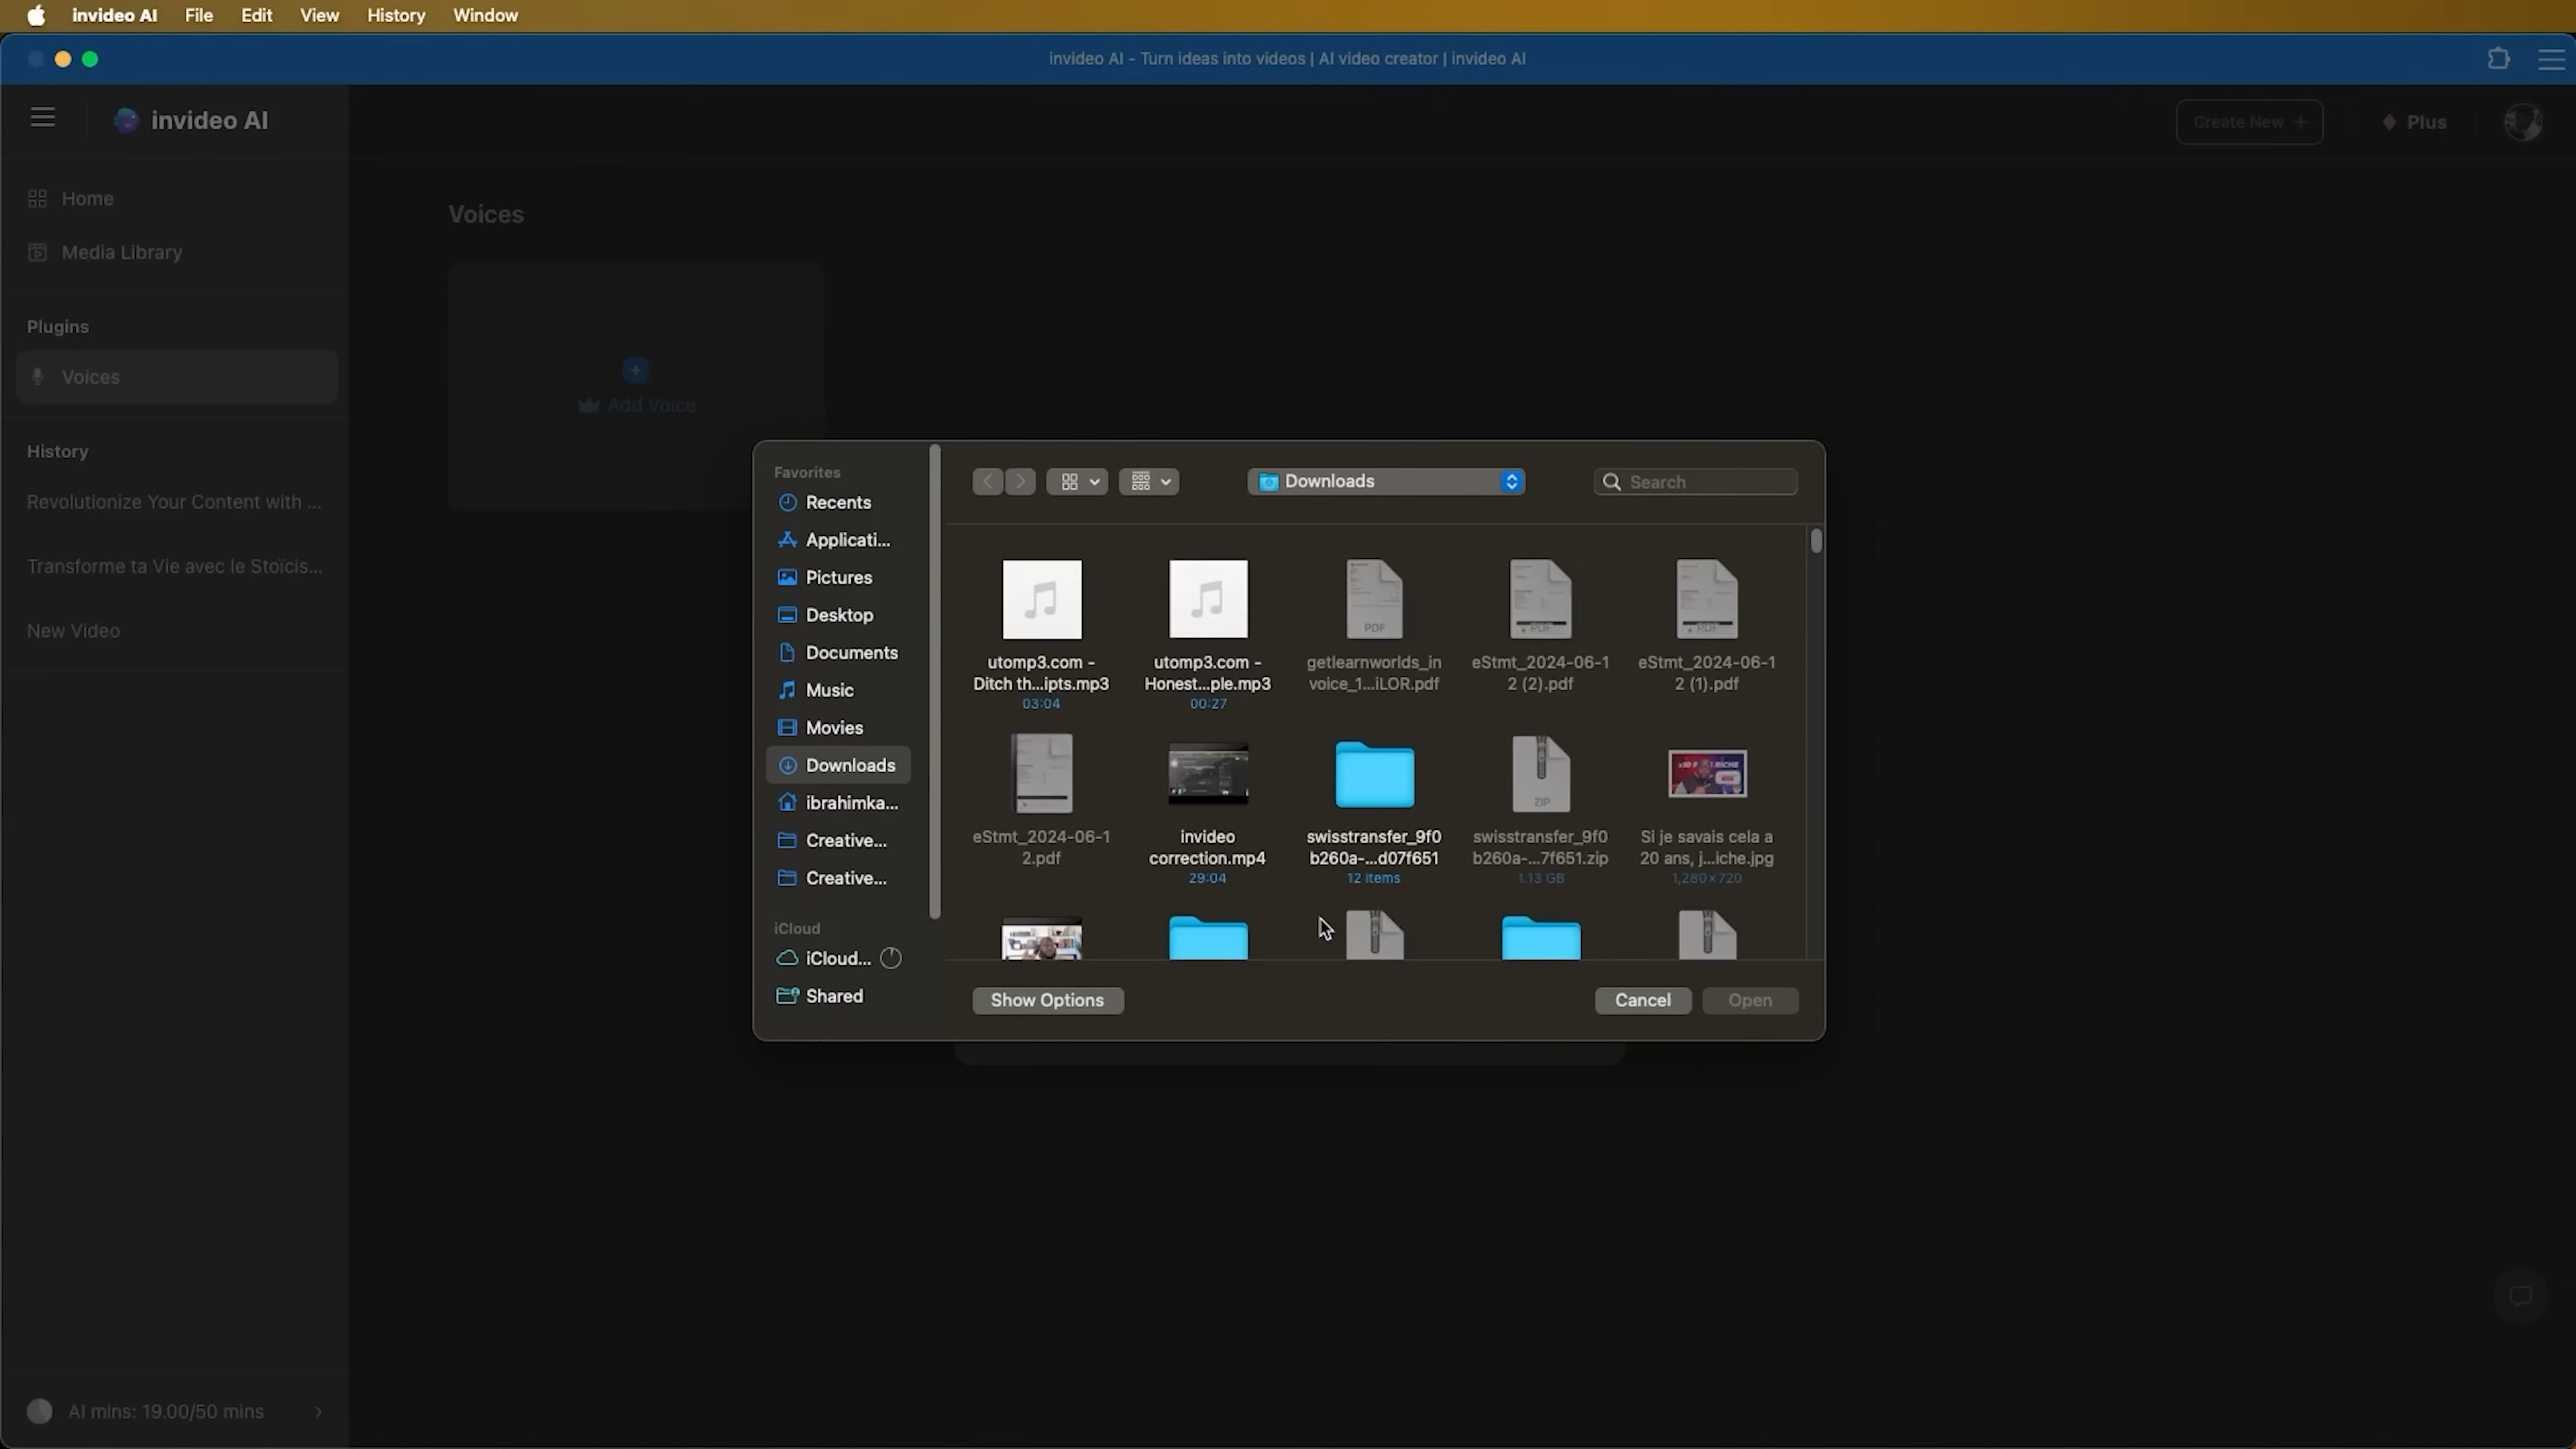 invideo AI File Edit View History Window
invideo AI - Turn ideas into videos | AI video creator | invideo AI
invideo AI
Create New +
Plus
Home
Media Library
Plugins
Voices
History
Revolutionize Your Content with ...
Transforme ta Vie avec le Stoïcis...
New Video
AI mins: 19.00/50 mins
Voices
Add Voice
Favorites
Recents
Applicati...
Pictures
Desktop
Documents
Music
Movies
Downloads
ibrahimka...
Creative...
Creative...
iCloud
iCloud...
Shared
Downloads
Search
utomp3.com -
Ditch th...ipts.mp3
03:04
utomp3.com -
Honest...ple.mp3
00:27
PDF
getlearnworlds_in
voice_1...iLOR.pdf
PDF
eStmt_2024-06-1
2 (2).pdf
PDF
eStmt_2024-06-1
2 (1).pdf
eStmt_2024-06-1
2.pdf
invideo
correction.mp4
29:04
swisstransfer_9f0
b260a-...d07f651
12 items
ZIP
swisstransfer_9f0
b260a-...7f651.zip
1.13 GB
Si je savais cela a
20 ans, j...iche.jpg
1,280×720
Show Options
Cancel
Open